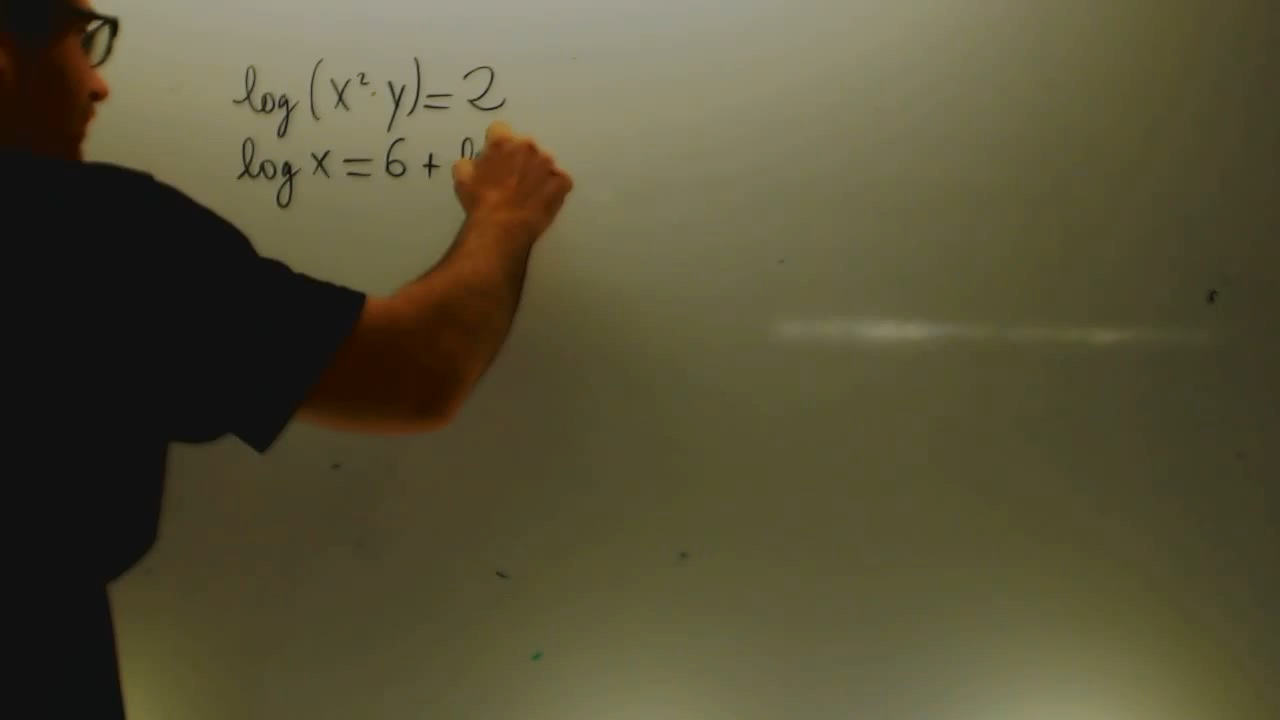 log (x²·y) = 2
log x = 6 +